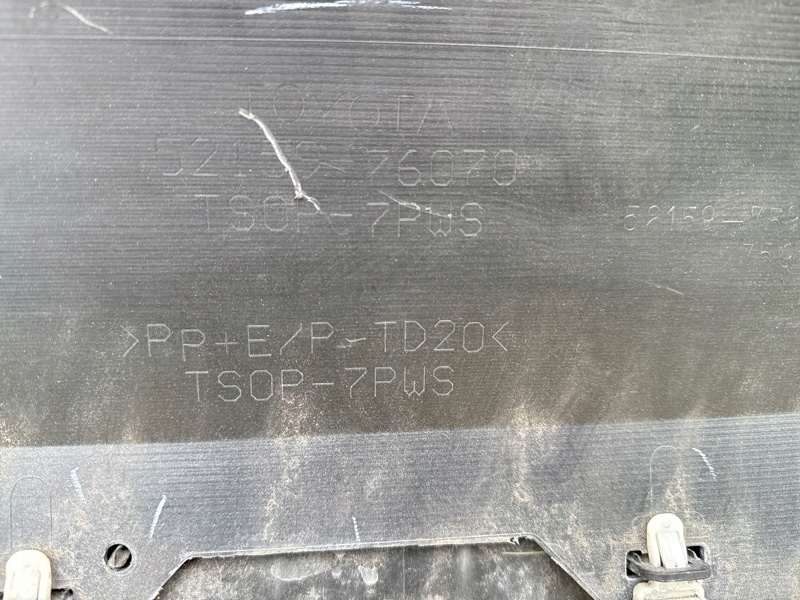 TOYOTA
52159-76070
TSOP-7PWS
>PP+E/P-TD20<
TSOP-7PWS